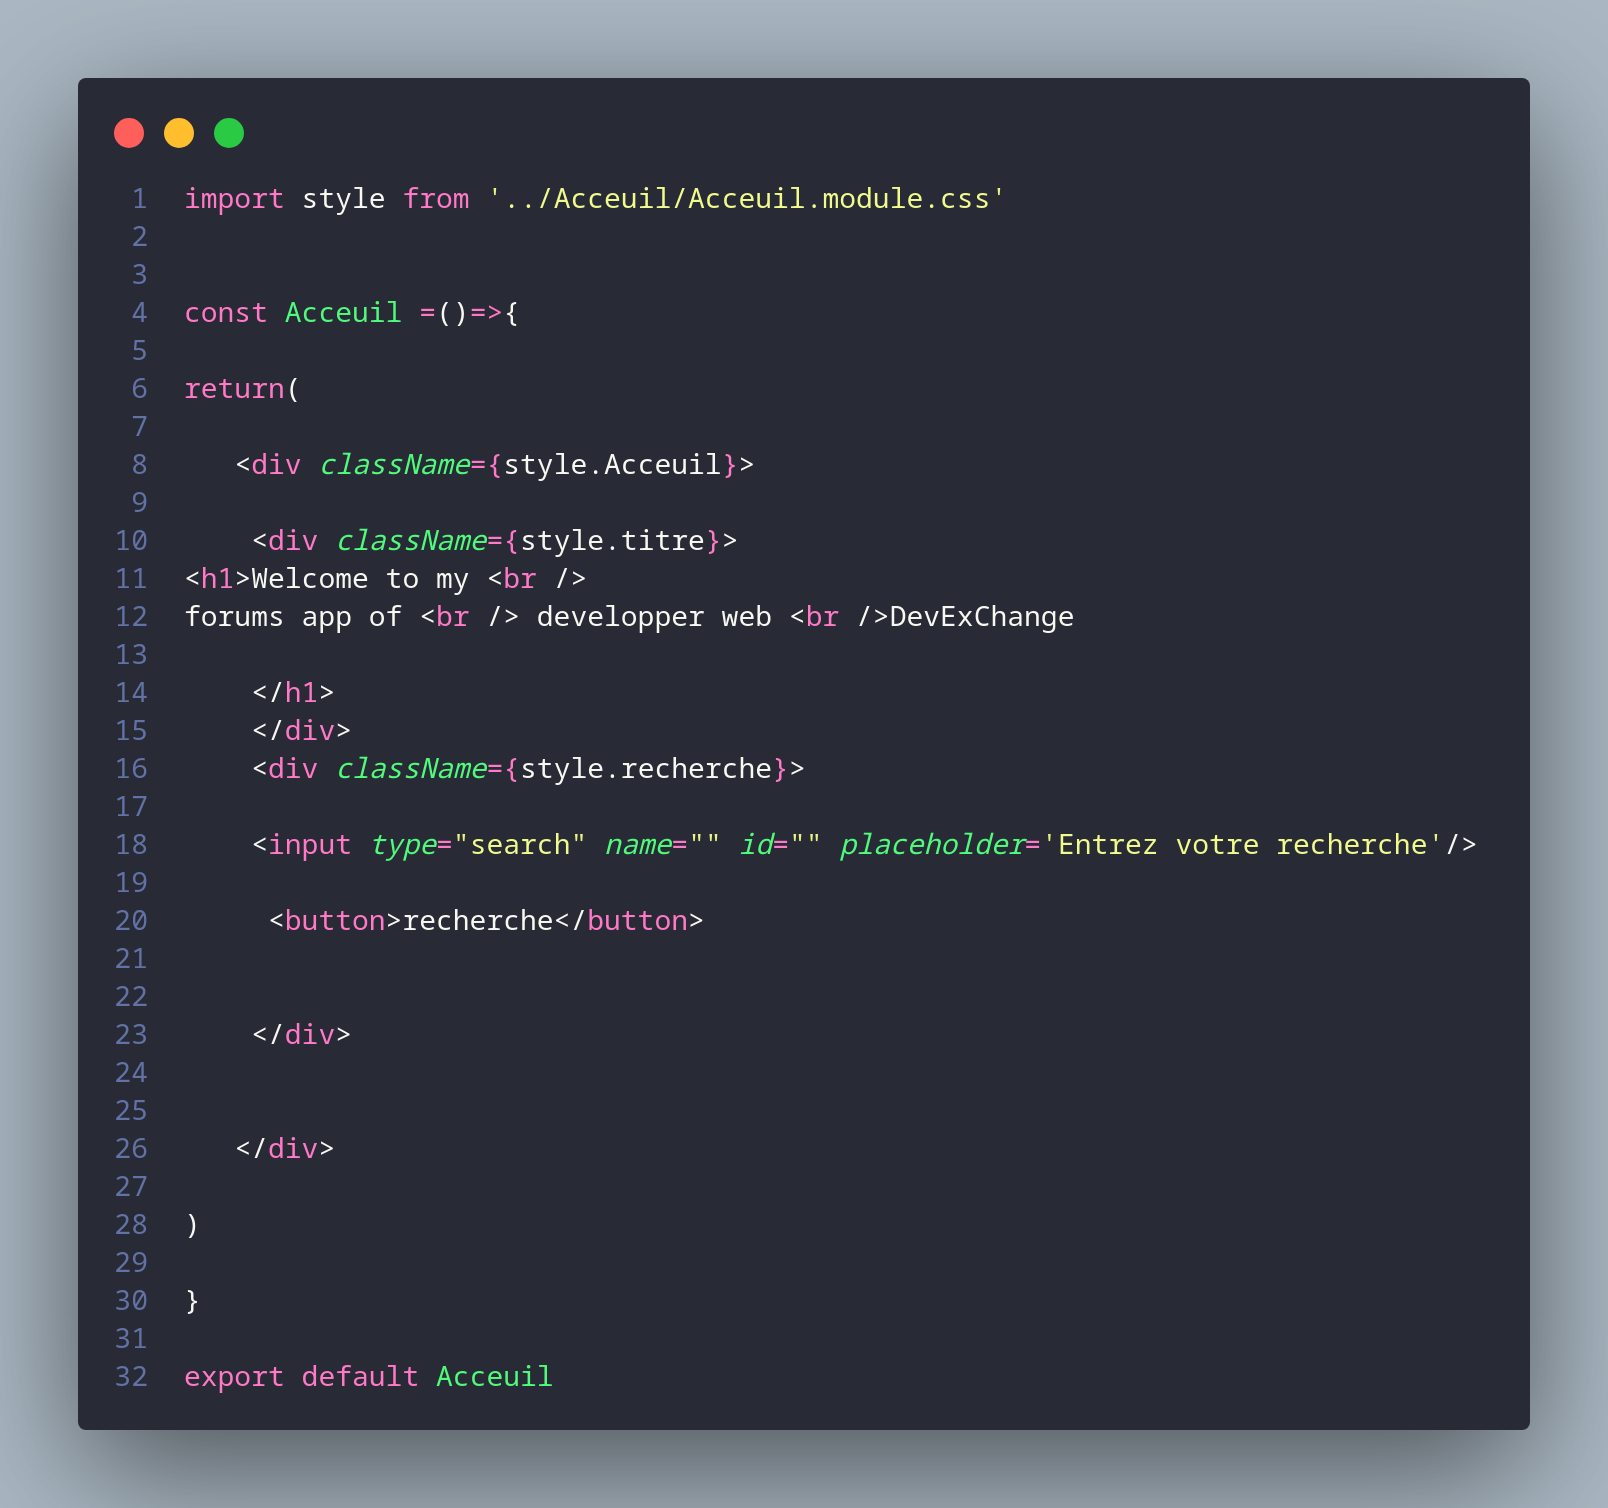 1 import style from '../Acceuil/Acceuil.module.css'
2
3
4 const Acceuil =()=>{
5
6 return(
7
8    <div className={style.Acceuil}>
9
10     <div className={style.titre}>
11 <h1>Welcome to my <br />
12 forums app of <br /> developper web <br />DevExChange
13
14     </h1>
15     </div>
16     <div className={style.recherche}>
17
18     <input type="search" name="" id="" placeholder='Entrez votre recherche'/>
19
20      <button>recherche</button>
21
22
23     </div>
24
25
26    </div>
27
28 )
29
30 }
31
32 export default Acceuil